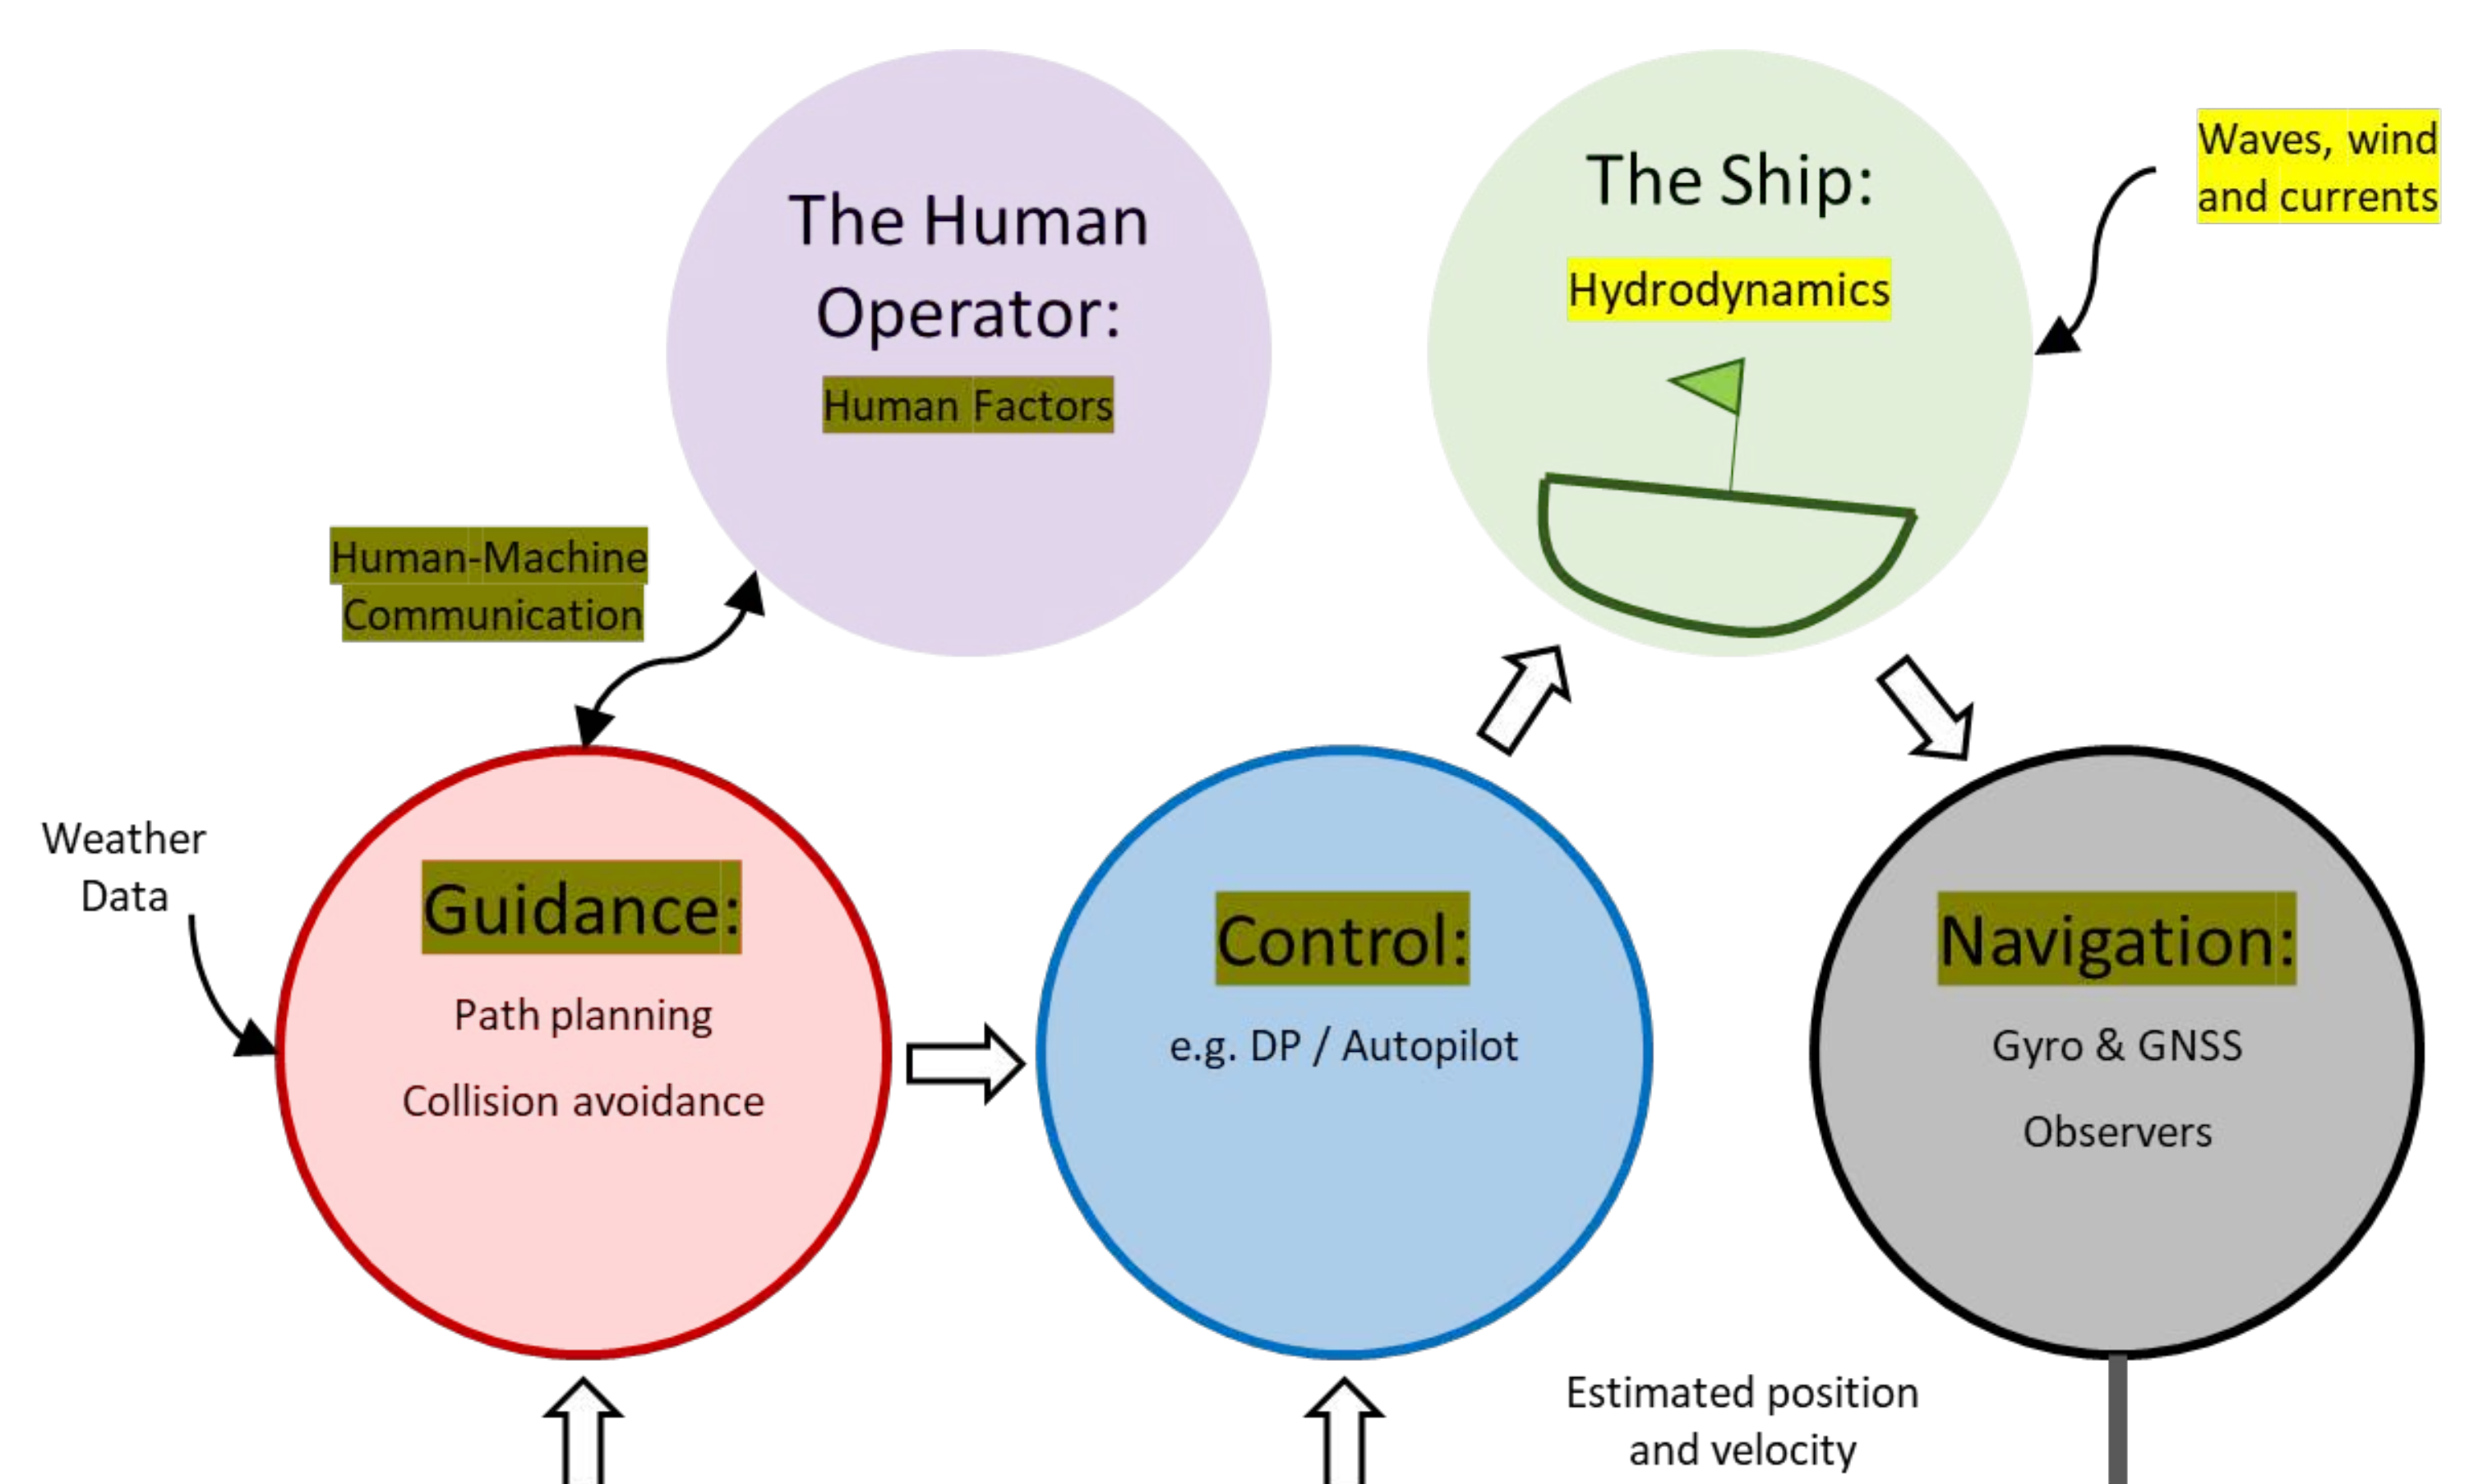 The Human
Operator:
Human Factors
The Ship:
Hydrodynamics
Waves, wind
and currents
Human-Machine
Communication
Weather
Data
Guidance:
Path planning
Collision avoidance
Control:
e.g. DP / Autopilot
Navigation:
Gyro & GNSS
Observers
Estimated position
and velocity